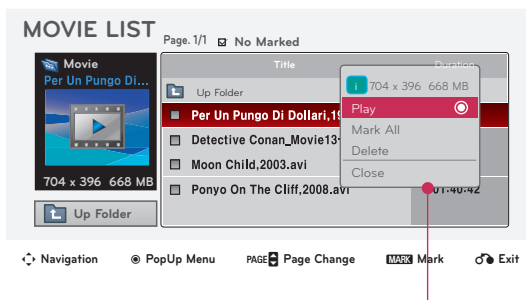 MOVIE LIST
Page. 1/1 No Marked
Movie
Per Un Pungo Di...
704 x 396 668 MB
Up Folder
Title Duration
Up Folder
Per Un Pungo Di Dollari,19
Detective Conan_Movie13-
Moon Child,2003.avi
Ponyo On The Cliff,2008.avi 01:40:42
i 704 x 396 668 MB
Play
Mark All
Delete
Close
Navigation PopUp Menu PAGE Page Change MARK Mark Exit